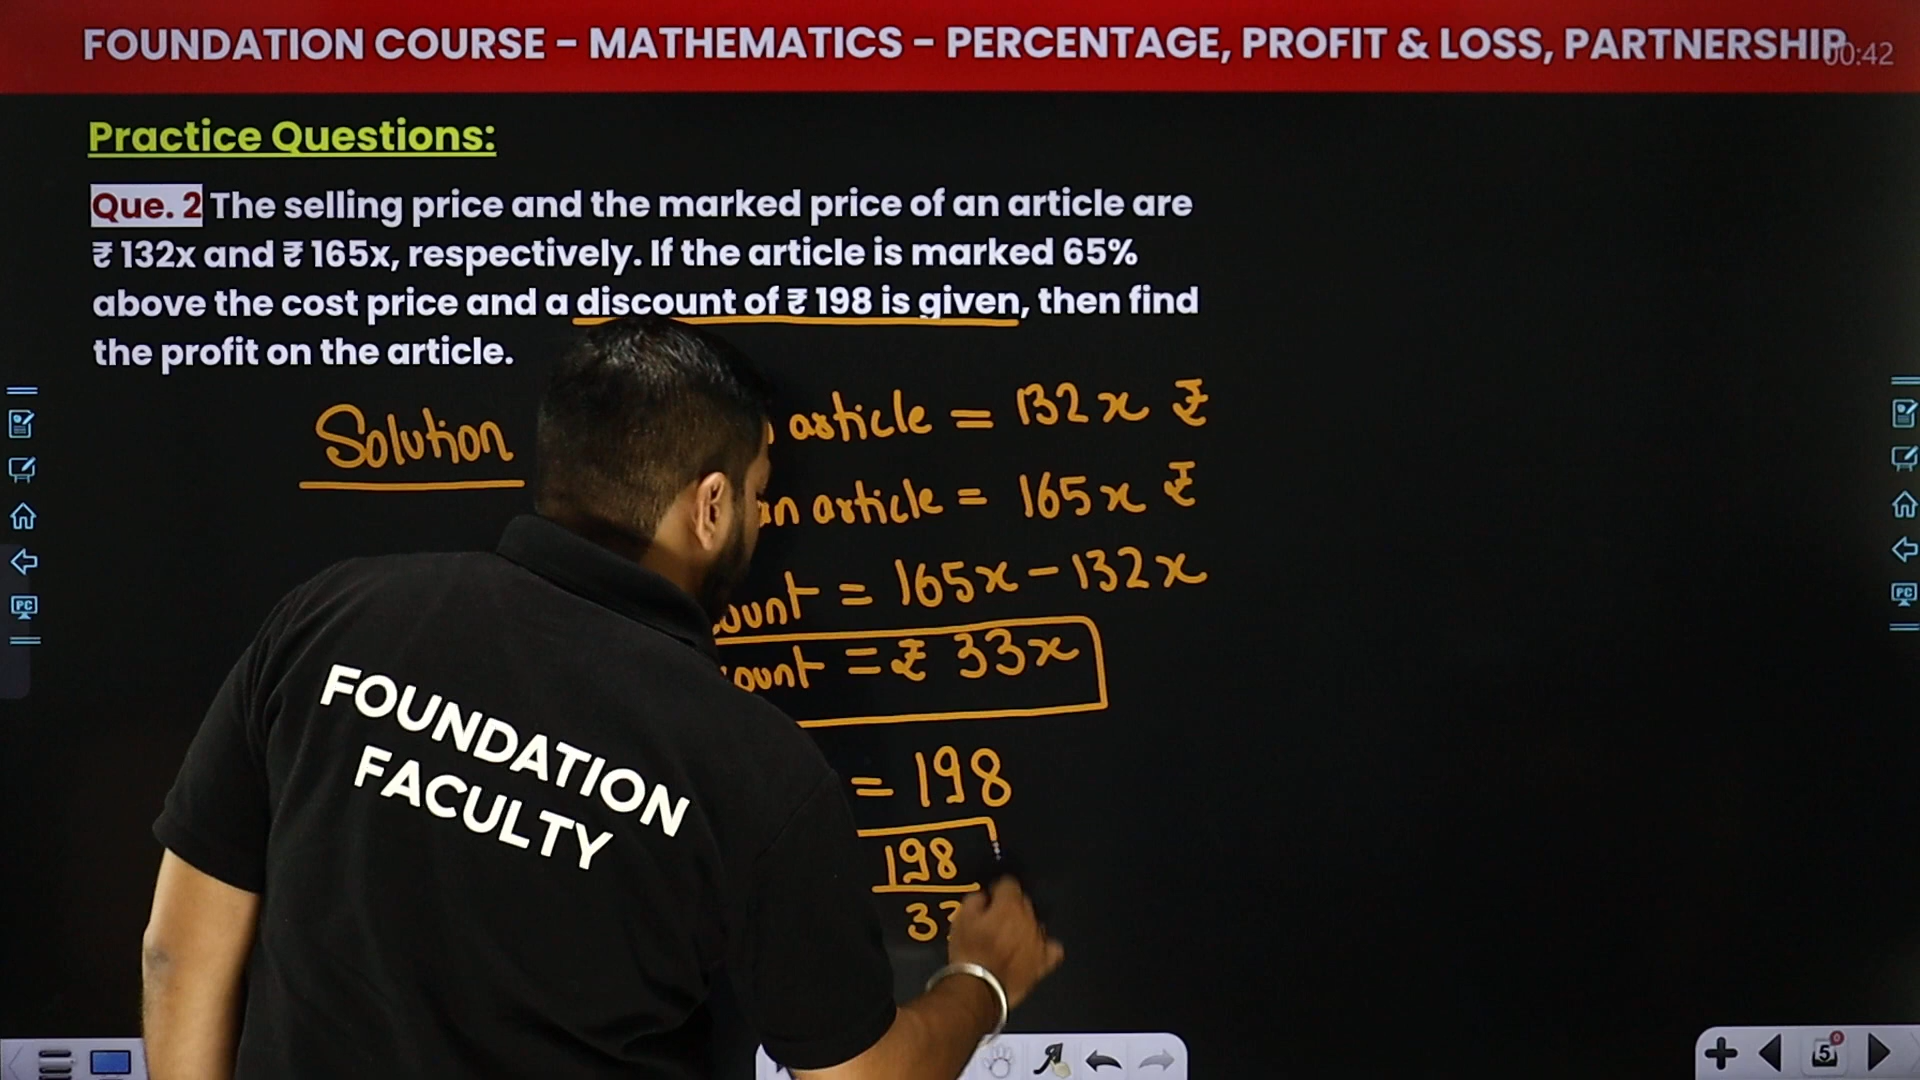 FOUNDATION COURSE - MATHEMATICS - PERCENTAGE, PROFIT & LOSS, PARTNERSHIP
00:42
Practice Questions:
Que. 2 The selling price and the marked price of an article are
₹ 132x and ₹ 165x, respectively. If the article is marked 65%
above the cost price and a discount of ₹ 198 is given, then find
the profit on the article.
Solution
article = 132x ₹
an article = 165x ₹
= 165x - 132x
= ₹ 33x
= 198
198
FOUNDATION
FACULTY
PC
PC
5